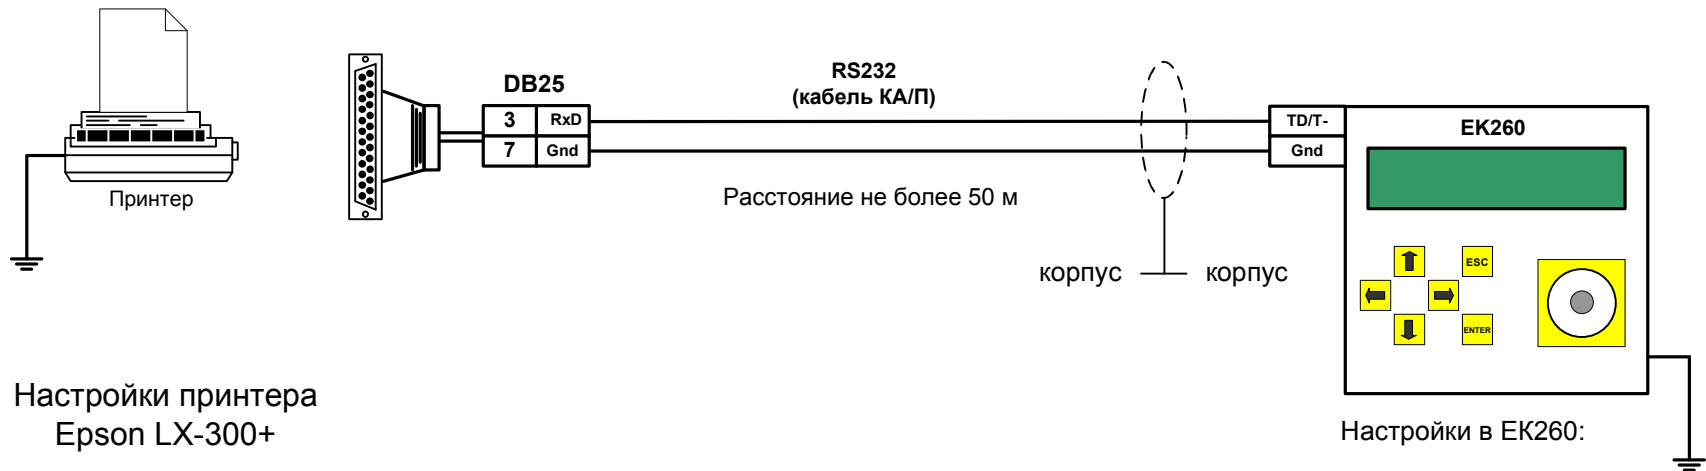 DB25
RS232
(кабель КА/П)
3 RxD
7 Gnd
TD/T-
Gnd
EK260
Принтер
Расстояние не более 50 м
корпус корпус
ESC
ENTER
Настройки принтера
Epson LX-300+
Настройки в ЕК260: